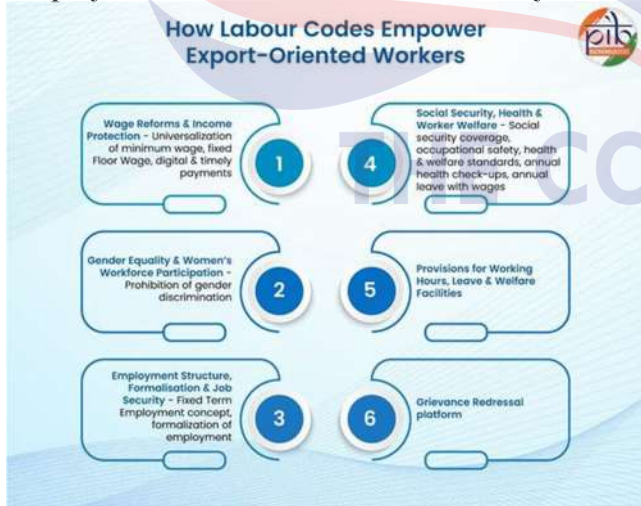 How Labour Codes Empower
Export-Oriented Workers
pib
Wage Reforms & Income
Protection - Universalization
of minimum wage, fixed
Floor Wage, digital & timely
payments
1
Gender Equality & Women's
Workforce Participation -
Prohibition of gender
discrimination
2
Employment Structure,
Formalisation & Job
Security - Fixed Term
Employment concept,
formalization of
employment
3
4
Social Security, Health &
Worker Welfare - Social
security coverage,
occupational safety, health
& welfare standards, annual
health check-ups, annual
leave with wages
5
Provisions for Working
Hours, Leave & Welfare
Facilities
6
Grievance Redressal
platform
THE CO